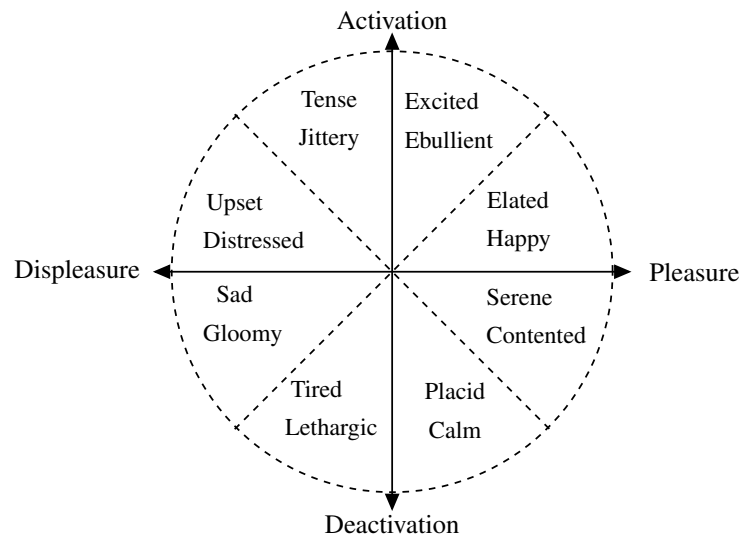 Activation
Tense
Jittery
Excited
Ebullient
Upset
Distressed
Elated
Happy
Displeasure
Pleasure
Sad
Gloomy
Serene
Contented
Tired
Lethargic
Placid
Calm
Deactivation